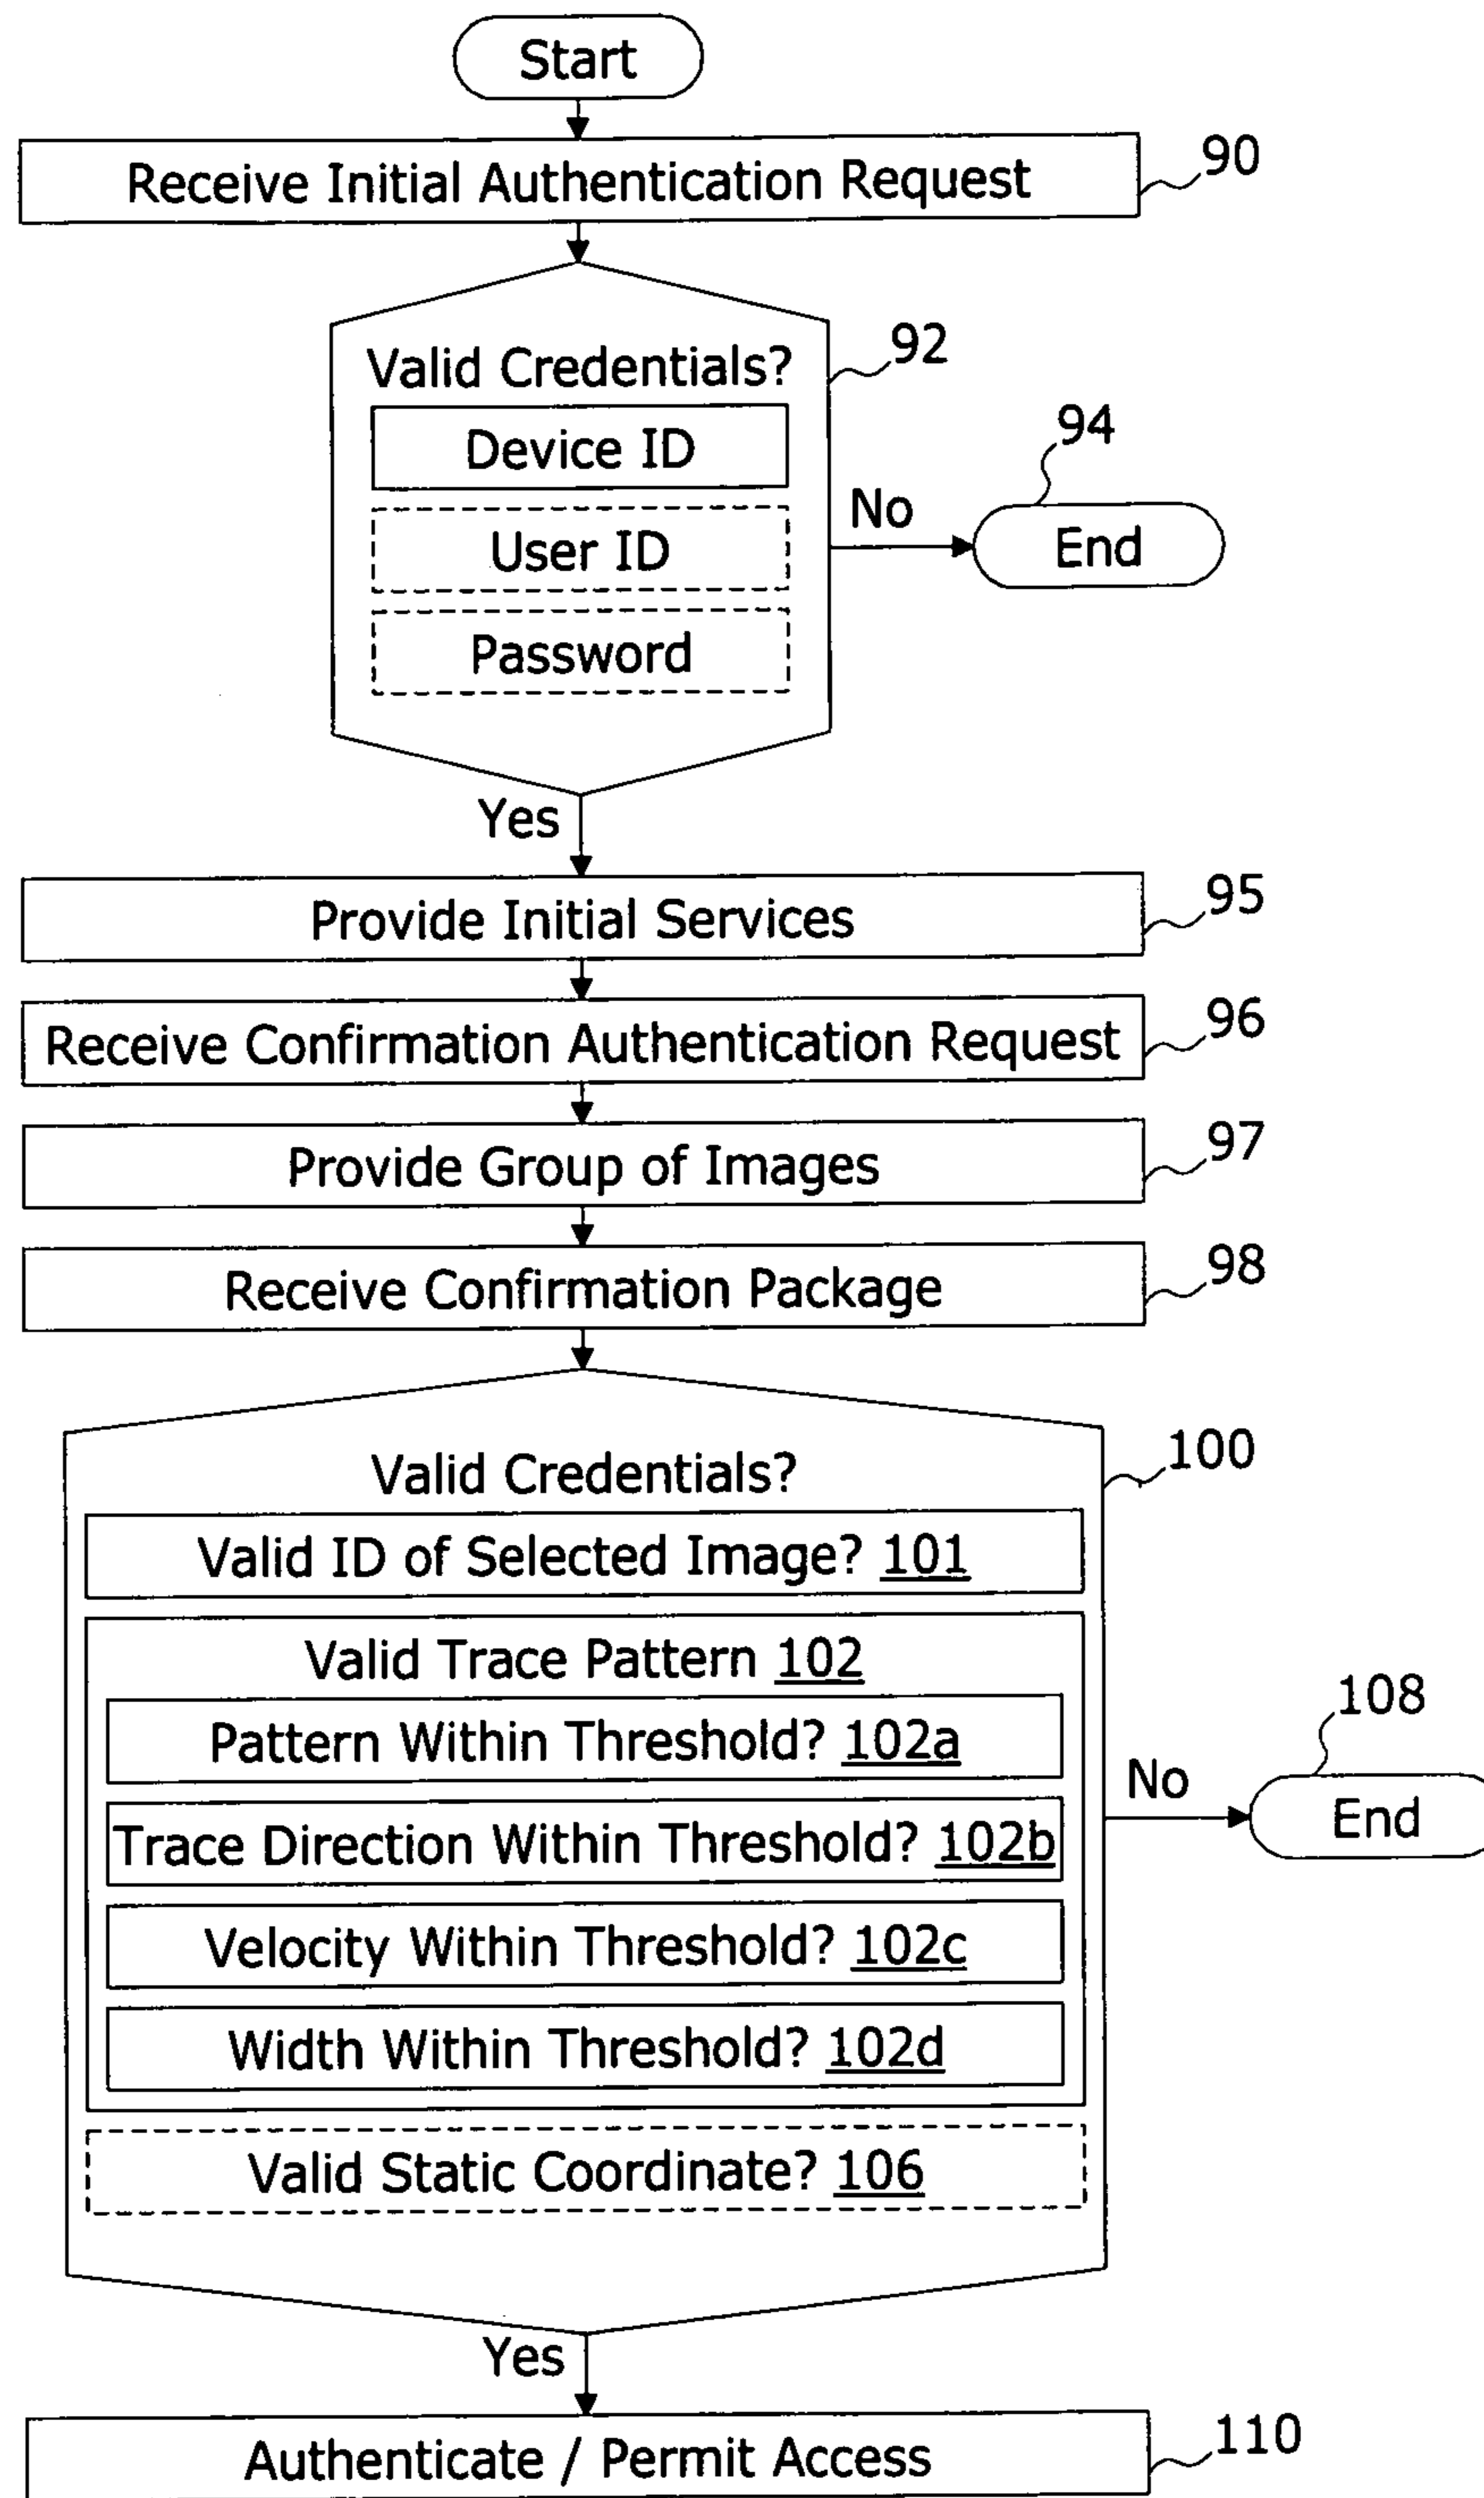 Start
Receive Initial Authentication Request
90
Valid Credentials?
92
Device ID
User ID
Password
No
94
End
Yes
Provide Initial Services
95
Receive Confirmation Authentication Request
96
Provide Group of Images
97
Receive Confirmation Package
98
Valid Credentials?
100
Valid ID of Selected Image? 101
Valid Trace Pattern 102
Pattern Within Threshold? 102a
Trace Direction Within Threshold? 102b
Velocity Within Threshold? 102c
Width Within Threshold? 102d
Valid Static Coordinate? 106
No
108
End
Yes
Authenticate / Permit Access
110